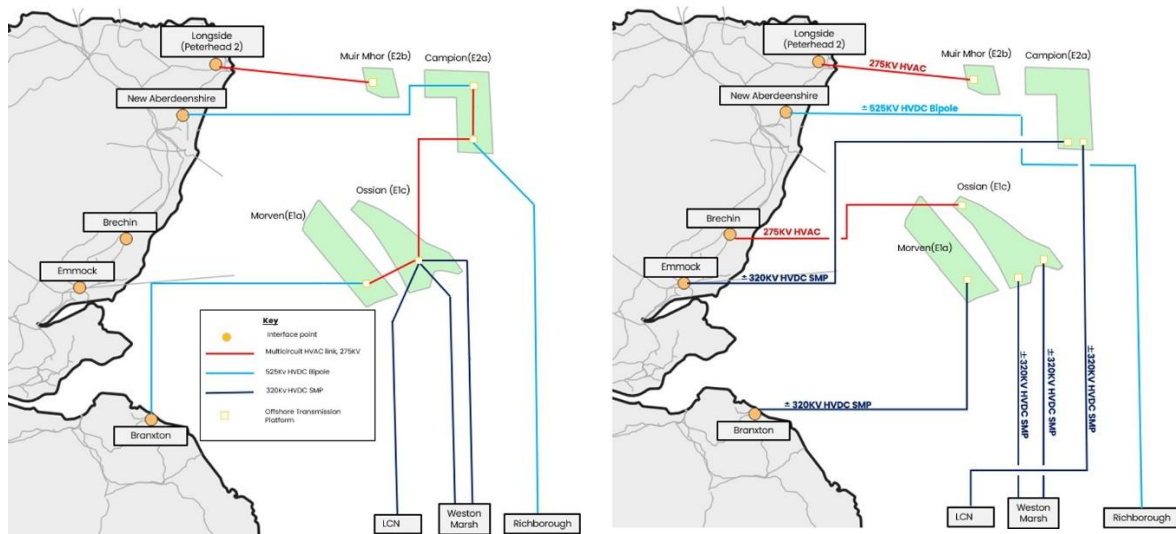 Longside
(Peterhead 2)
Muir Mhor (E2b)
Campion(E2a)
New Aberdeenshire
Ossian (E1c)
Morven(E1a)
Brechin
Emmock
Key
Interface point
Multicircuit HVAC link, 275KV
525Kv HVDC Bipole
320Kv HVDC SMP
Offshore Transmission
Platform
Branxton
LCN
Weston
Marsh
Richborough
Longside
(Peterhead 2)
Muir Mhor (E2b)
Campion(E2a)
275KV HVAC
New Aberdeenshire
±525KV HVDC Bipole
Ossian (E1c)
Brechin
275KV HVAC
Morven(E1a)
Emmock
±320KV HVDC SMP
±320KV HVDC SMP
±320KV HVDC SMP
±320KV HVDC SMP
±320KV HVDC SMP
Branxton
LCN
Weston
Marsh
Richborough